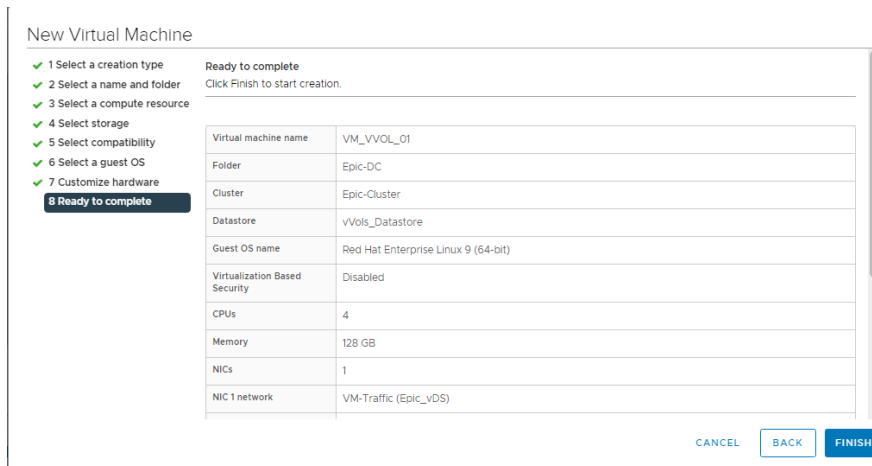 New Virtual Machine
1 Select a creation type
2 Select a name and folder
3 Select a compute resource
4 Select storage
5 Select compatibility
6 Select a guest OS
7 Customize hardware
8 Ready to complete
Ready to complete
Click Finish to start creation.
Virtual machine name VM_VVOL_01
Folder Epic-DC
Cluster Epic-Cluster
Datastore vVols_Datastore
Guest OS name Red Hat Enterprise Linux 9 (64-bit)
Virtualization Based
Security Disabled
CPUs 4
Memory 128 GB
NICs 1
NIC 1 network VM-Traffic (Epic_vDS)
CANCEL BACK FINISH